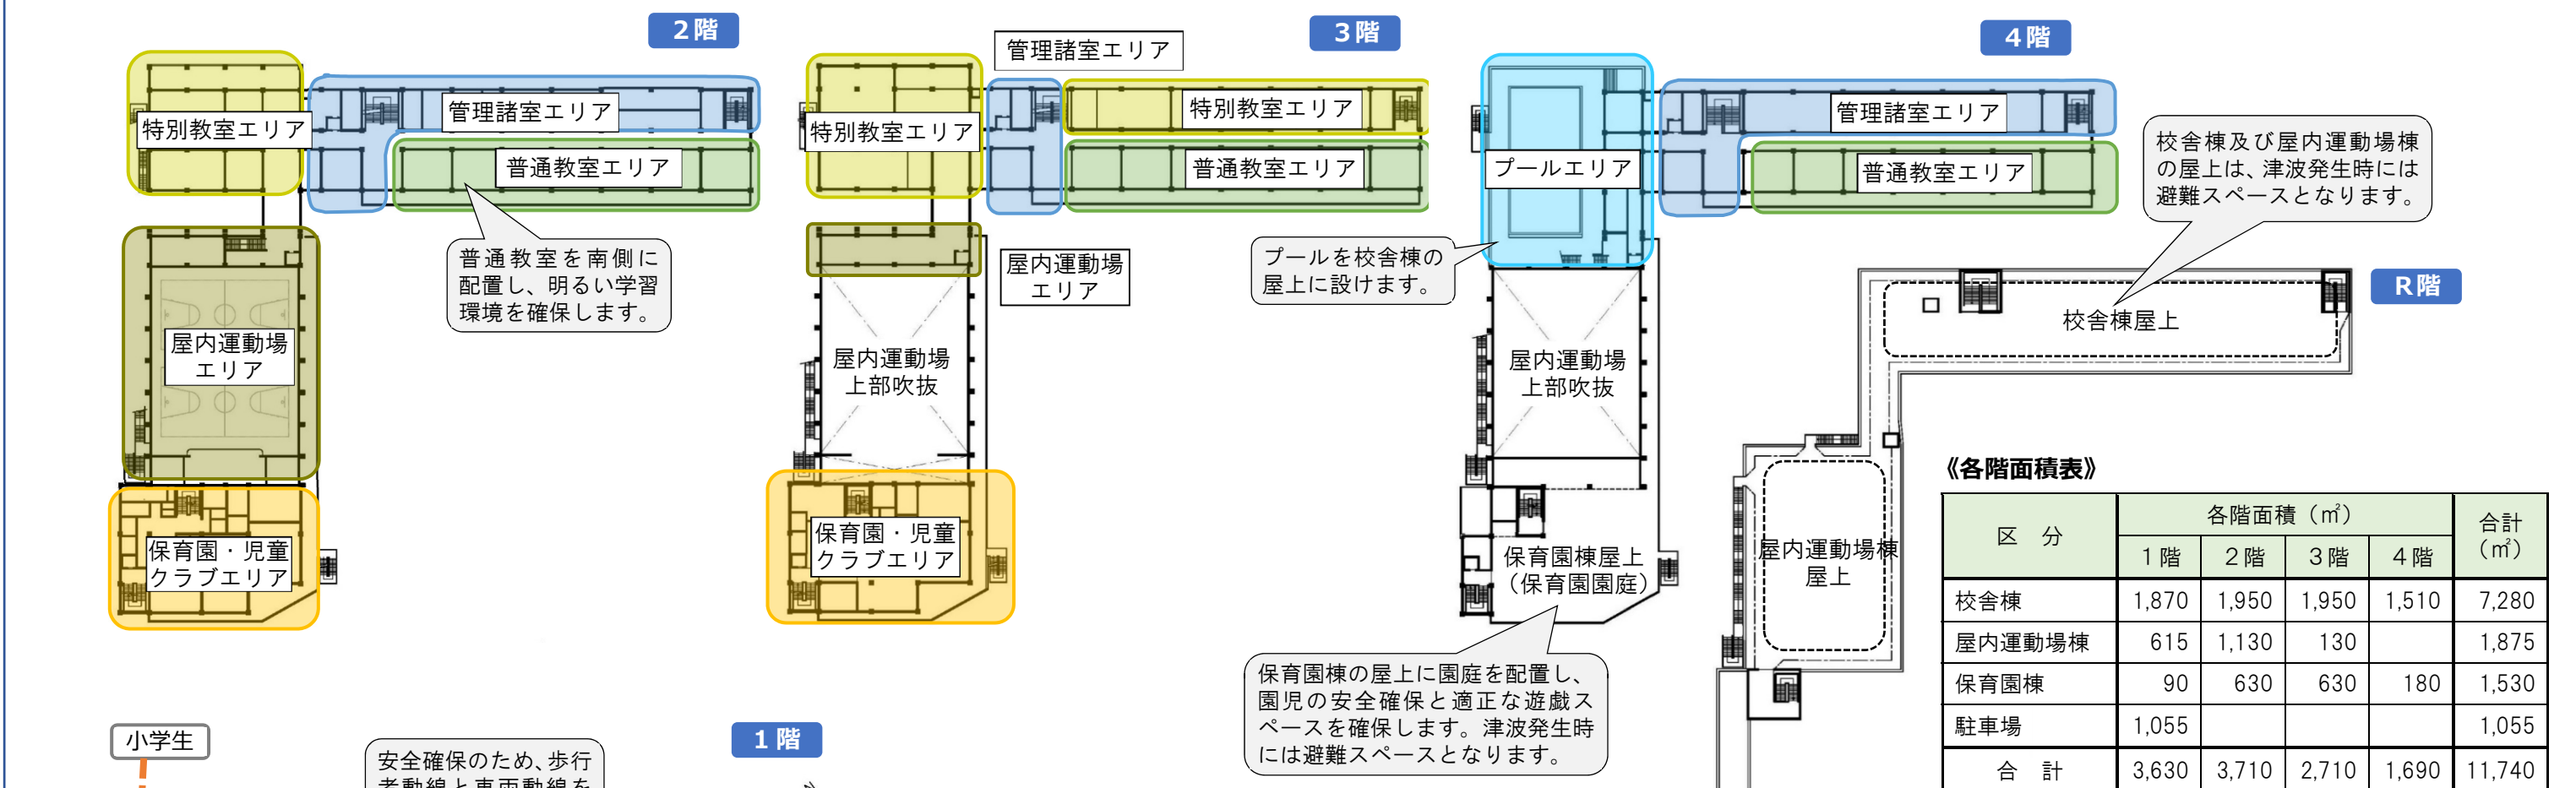 2階
特別教室エリア
管理諸室エリア
普通教室エリア
普通教室を南側に
配置し、明るい学習
環境を確保します。
屋内運動場
エリア
保育園・児童
クラブエリア
3階
管理諸室エリア
特別教室エリア
特別教室エリア
普通教室エリア
屋内運動場
エリア
屋内運動場
上部吹抜
保育園・児童
クラブエリア
4階
プールエリア
管理諸室エリア
普通教室エリア
プールを校舎棟の
屋上に設けます。
屋内運動場
上部吹抜
保育園棟屋上
（保育園園庭）
保育園棟の屋上に園庭を配置し、
園児の安全確保と適正な遊戯ス
ペースを確保します。津波発生時
には避難スペースとなります。
校舎棟及び屋内運動場棟
の屋上は、津波発生時には
避難スペースとなります。
R階
校舎棟屋上
屋内運動場棟
屋上
《各階面積表》
区　分 各階面積（㎡） 合計（㎡）
1階 2階 3階 4階
校舎棟 1,870 1,950 1,950 1,510 7,280
屋内運動場棟 615 1,130 130 1,875
保育園棟 90 630 630 180 1,530
駐車場 1,055 1,055
合　計 3,630 3,710 2,710 1,690 11,740
小学生
安全確保のため、歩行
者動線と車両動線を
1階